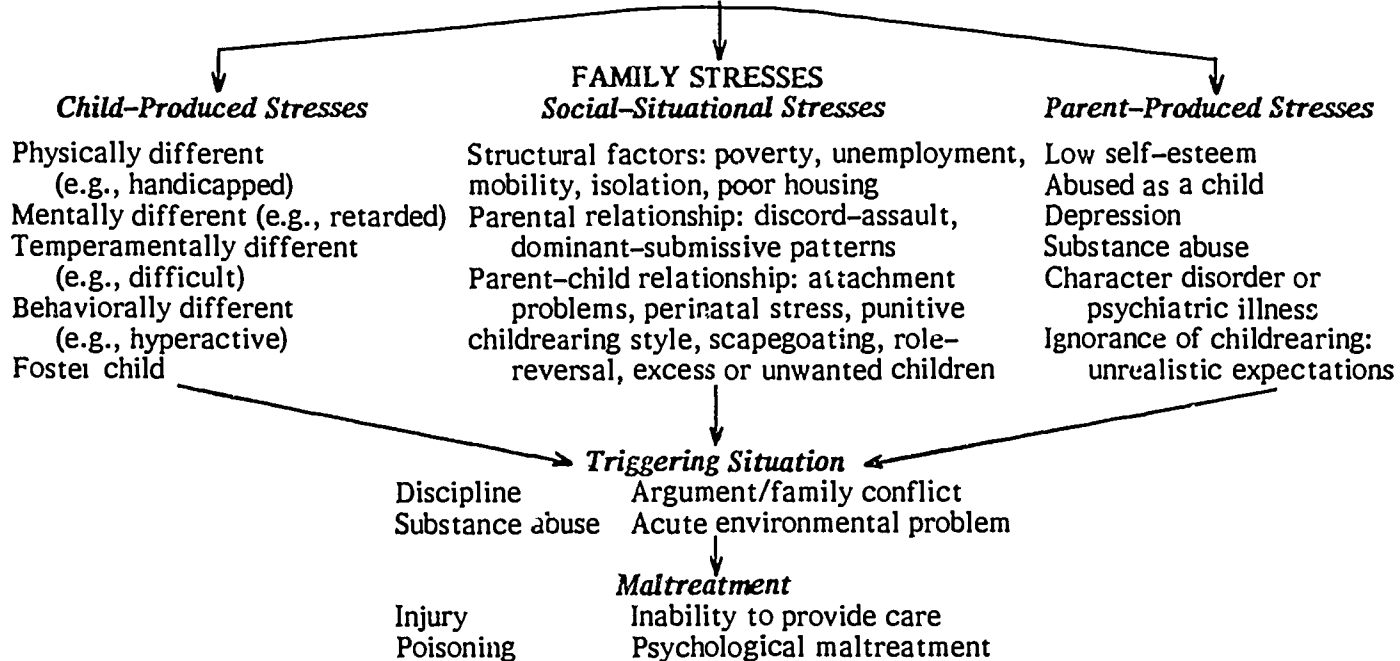 FAMILY STRESSES
Child-Produced Stresses
Physically different
(e.g., handicapped)
Mentally different (e.g., retarded)
Temperamentally different
(e.g., difficult)
Behaviorally different
(e.g., hyperactive)
Foster child
Social-Situational Stresses
Structural factors: poverty, unemployment,
mobility, isolation, poor housing
Parental relationship: discord-assault,
dominant-submissive patterns
Parent-child relationship: attachment
problems, perinatal stress, punitive
childrearing style, scapegoating, role-
reversal, excess or unwanted children
Parent-Produced Stresses
Low self-esteem
Abused as a child
Depression
Substance abuse
Character disorder or
psychiatric illness
Ignorance of childrearing:
unrealistic expectations
Triggering Situation
Discipline
Argument/family conflict
Substance abuse
Acute environmental problem
Maltreatment
Injury
Inability to provide care
Poisoning
Psychological maltreatment